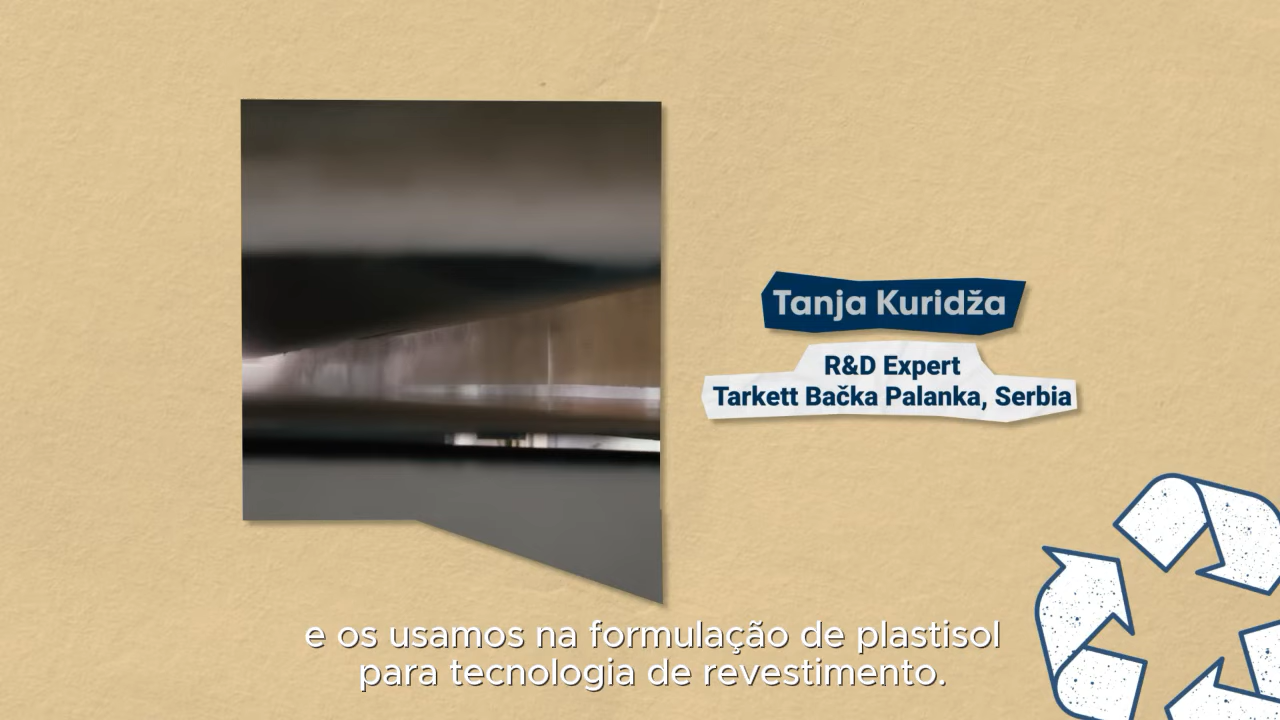 Tanja Kuridža
R&D Expert
Tarkett Bačka Palanka, Serbia
e os usamos na formulação de plastisol
para tecnologia de revestimento.